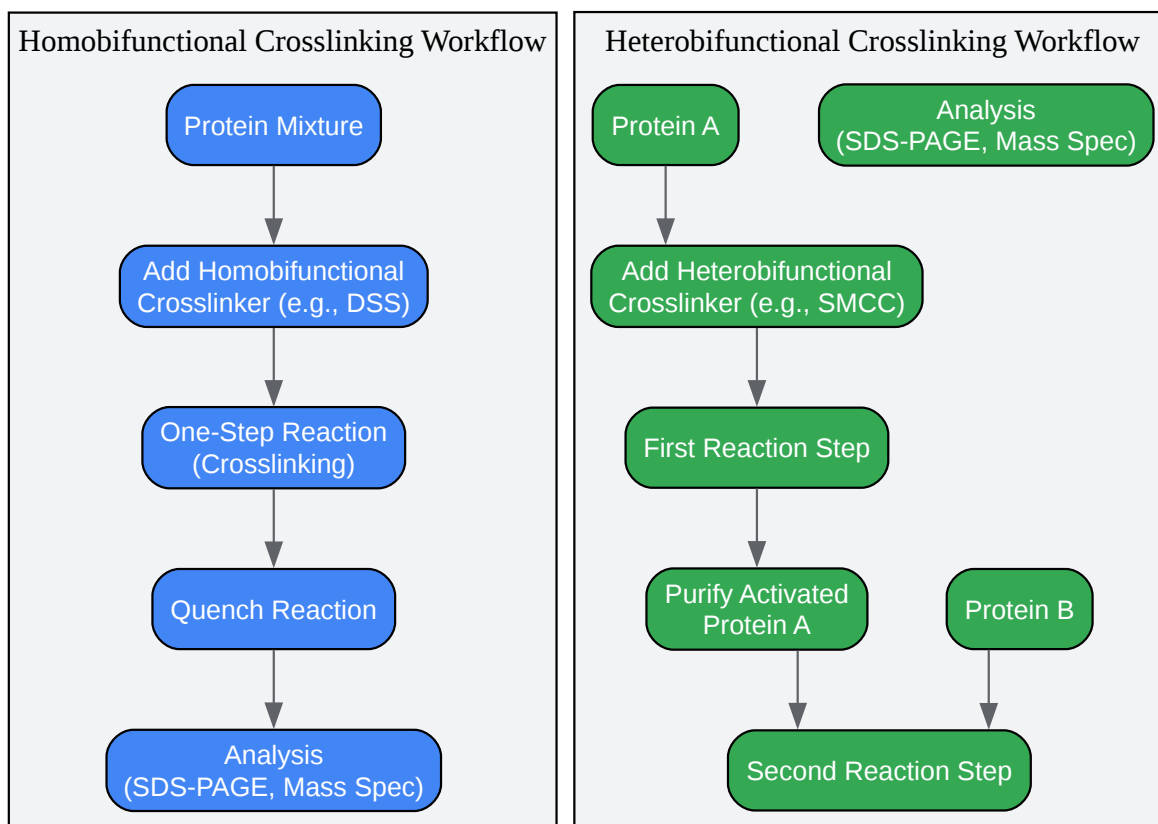 Homobifunctional Crosslinking Workflow
Protein Mixture
Add Homobifunctional
Crosslinker (e.g., DSS)
One-Step Reaction
(Crosslinking)
Quench Reaction
Analysis
(SDS-PAGE, Mass Spec)
Heterobifunctional Crosslinking Workflow
Protein A
Analysis
(SDS-PAGE, Mass Spec)
Add Heterobifunctional
Crosslinker (e.g., SMCC)
First Reaction Step
Purify Activated
Protein A
Protein B
Second Reaction Step